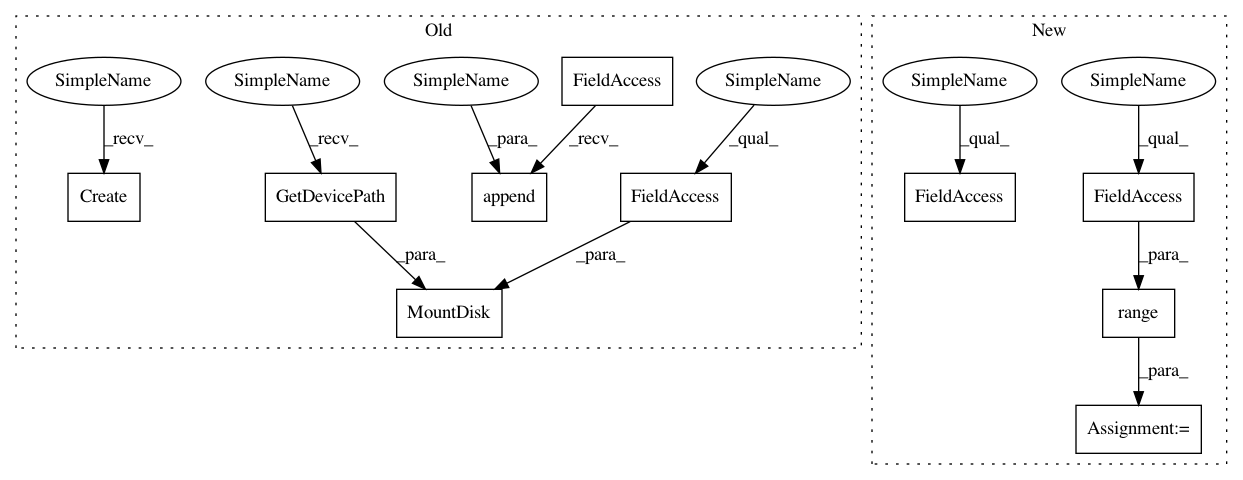 Old
New
SimpleName
SimpleName
SimpleName
FieldAccess
SimpleName
SimpleName
SimpleName
_recv_
_recv_
_para_
_recv_
_qual_
_qual_
_qual_
Create
GetDevicePath
append
FieldAccess
FieldAccess
FieldAccess
_para_
_para_
_para_
MountDisk
range
_para_
Assignment:=